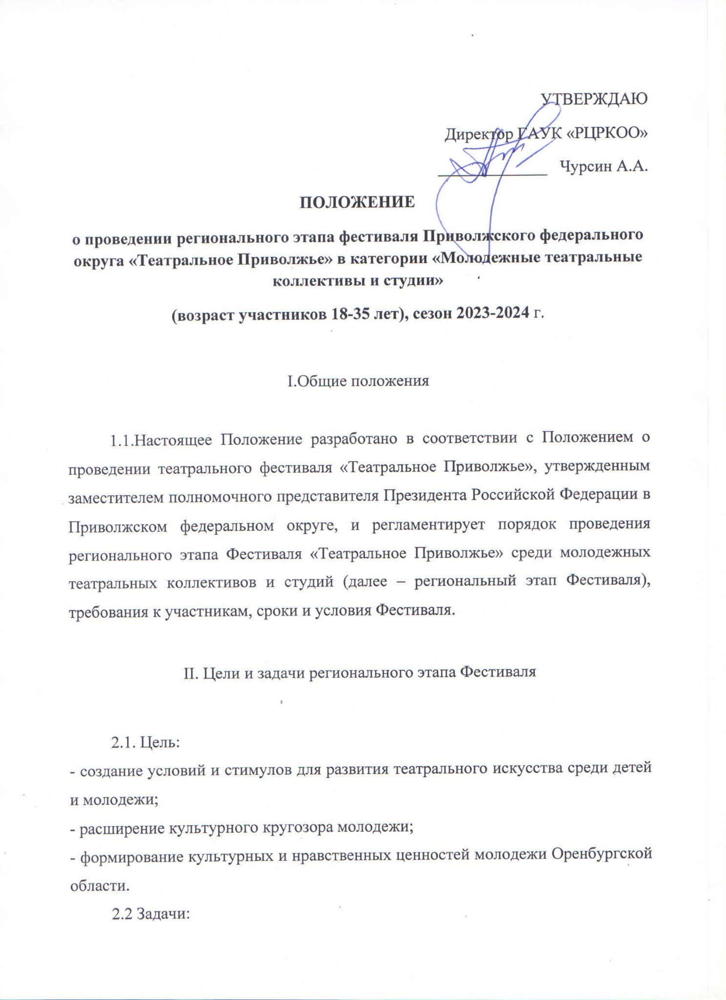 УТВЕРЖДАЮ
Директор ГАУК «РЦРКОО»
______________ Чурсин А.А.
ПОЛОЖЕНИЕ
о проведении регионального этапа фестиваля Приволжского федерального
округа «Театральное Приволжье» в категории «Молодежные театральные
коллективы и студии»
(возраст участников 18-35 лет), сезон 2023-2024 г.
I.Общие положения
1.1.Настоящее Положение разработано в соответствии с Положением о
проведении театрального фестиваля «Театральное Приволжье», утвержденным
заместителем полномочного представителя Президента Российской Федерации в
Приволжском федеральном округе, и регламентирует порядок проведения
регионального этапа Фестиваля «Театральное Приволжье» среди молодежных
театральных коллективов и студий (далее – региональный этап Фестиваля),
требования к участникам, сроки и условия Фестиваля.
II. Цели и задачи регионального этапа Фестиваля
2.1. Цель:
- создание условий и стимулов для развития театрального искусства среди детей
и молодежи;
- расширение культурного кругозора молодежи;
- формирование культурных и нравственных ценностей молодежи Оренбургской
области.
2.2 Задачи: